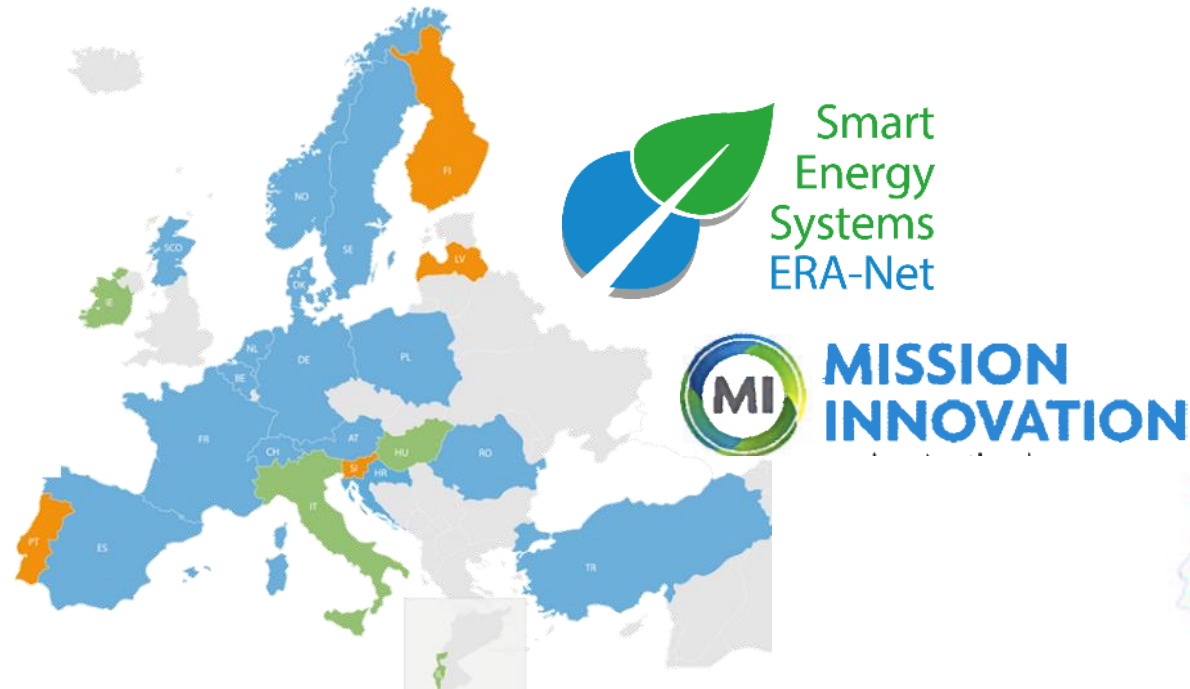 NO
SE
FI
LV
SCO
DK
IE
NL
BE
DE
PL
FR
CH
AT
HU
RO
SI
HR
IT
PT
ES
TR
Smart
Energy
Systems
ERA-Net
MI
MISSION
INNOVATION